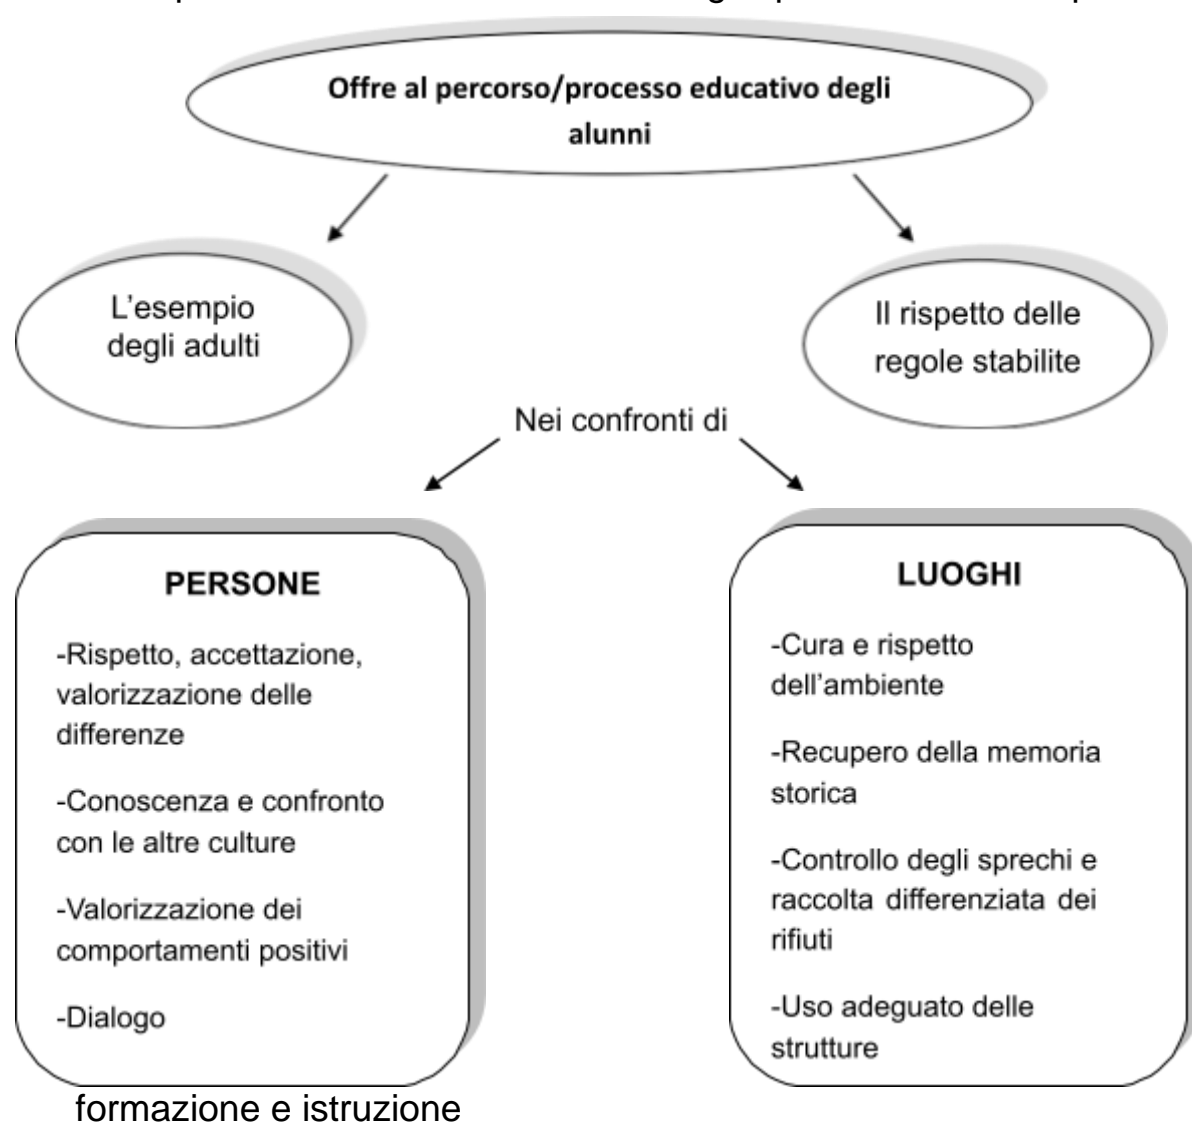 Offre al percorso/processo educativo degli
alunni
L'esempio
degli adulti
Il rispetto delle
regole stabilite
Nei confronti di
PERSONE
-Rispetto, accettazione,
valorizzazione delle
differenze
-Conoscenza e confronto
con le altre culture
-Valorizzazione dei
comportamenti positivi
-Dialogo
LUOGHI
-Cura e rispetto
dell'ambiente
-Recupero della memoria
storica
-Controllo degli sprechi e
raccolta differenziata dei
rifiuti
-Uso adeguato delle
strutture
formazione e istruzione